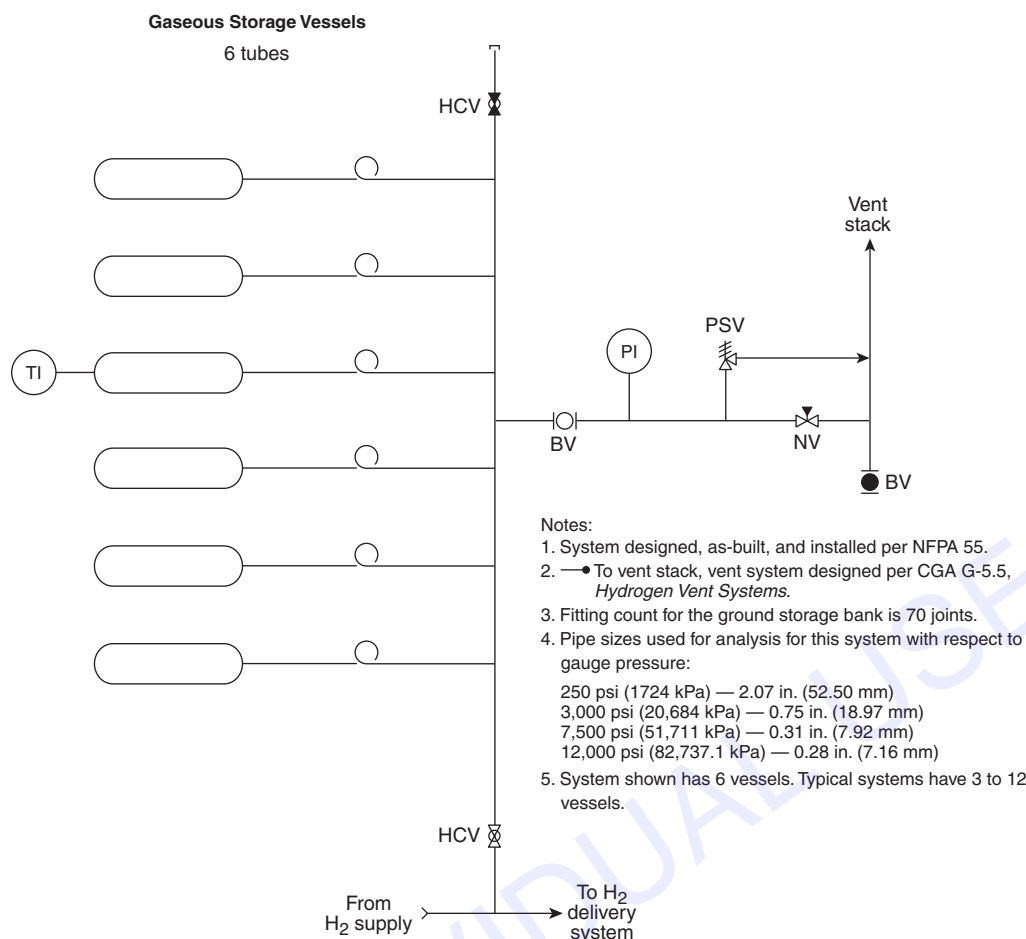 Gaseous Storage Vessels
6 tubes
HCV
Vent
stack
PSV
PI
TI
BV
NV
BV
Notes:
1. System designed, as-built, and installed per NFPA 55.
2. To vent stack, vent system designed per CGA G-5.5,
Hydrogen Vent Systems.
3. Fitting count for the ground storage bank is 70 joints.
4. Pipe sizes used for analysis for this system with respect to
gauge pressure:
250 psi (1724 kPa) — 2.07 in. (52.50 mm)
3,000 psi (20,684 kPa) — 0.75 in. (18.97 mm)
7,500 psi (51,711 kPa) — 0.31 in. (7.92 mm)
12,000 psi (82,737.1 kPa) — 0.28 in. (7.16 mm)
5. System shown has 6 vessels. Typical systems have 3 to 12
vessels.
HCV
From
H2 supply
To H2
delivery
system
VIDUAL USE